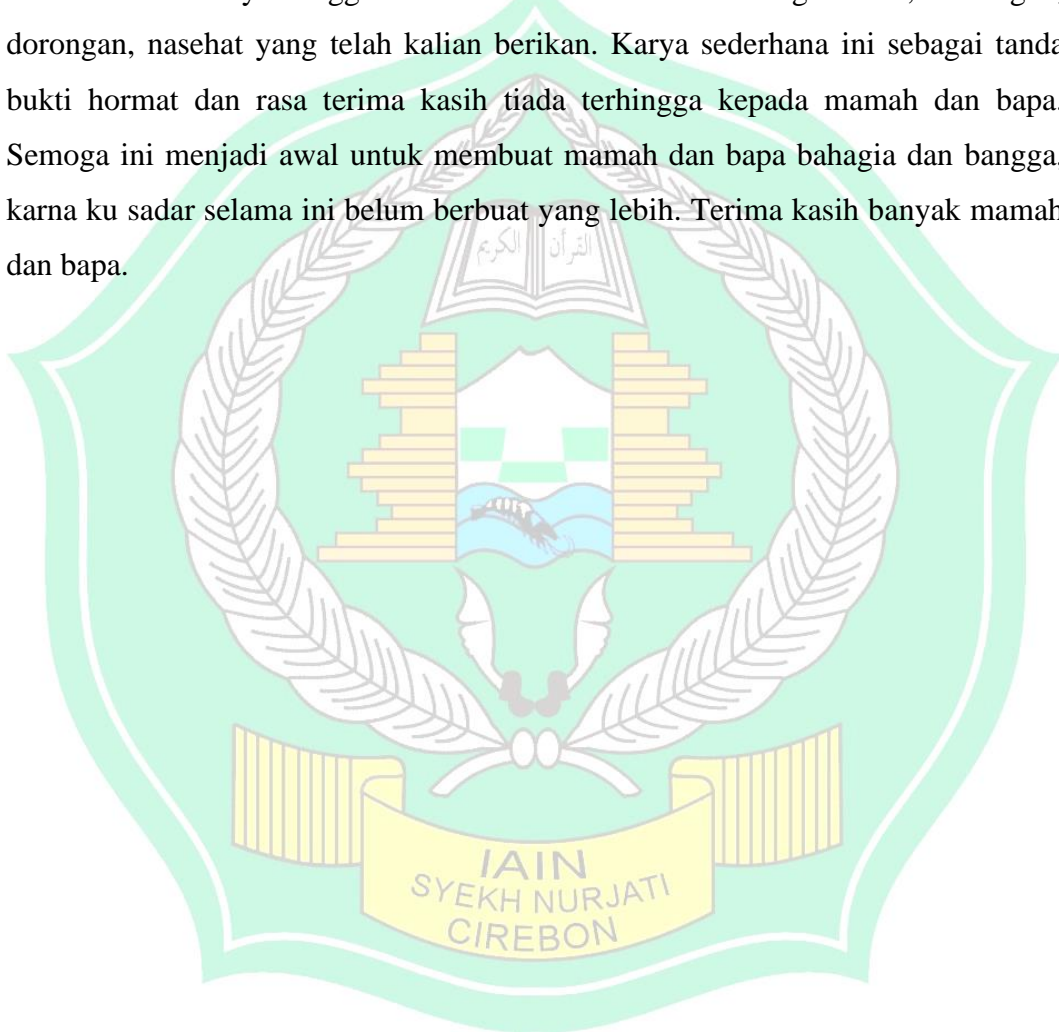 dorongan, nasehat yang telah kalian berikan. Karya sederhana ini sebagai tanda
bukti hormat dan rasa terima kasih tiada terhingga kepada mamah dan bapa.
Semoga ini menjadi awal untuk membuat mamah dan bapa bahagia dan bangga,
karna ku sadar selama ini belum berbuat yang lebih. Terima kasih banyak mamah
dan bapa.
القرآن الكريم
IAIN
SYEKH NURJATI
CIREBON